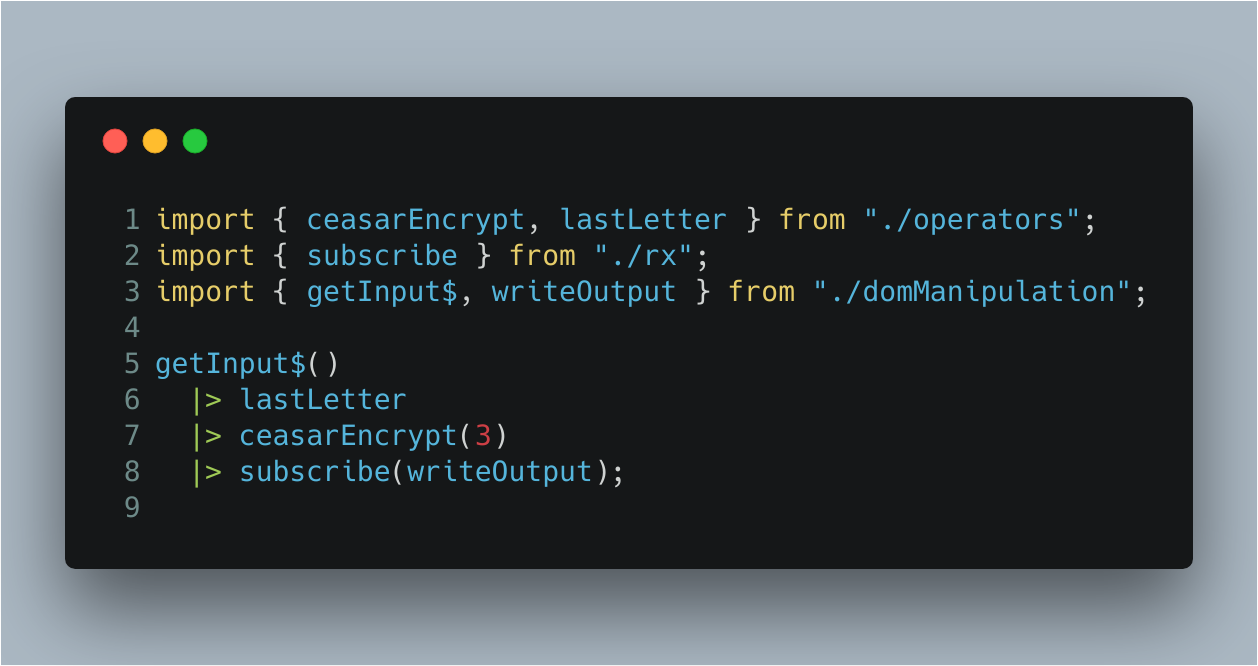 1 import { ceasarEncrypt, lastLetter } from "./operators";
2 import { subscribe } from "./rx";
3 import { getInput$, writeOutput } from "./domManipulation";
4
5 getInput$()
6   |> lastLetter
7   |> ceasarEncrypt(3)
8   |> subscribe(writeOutput);
9